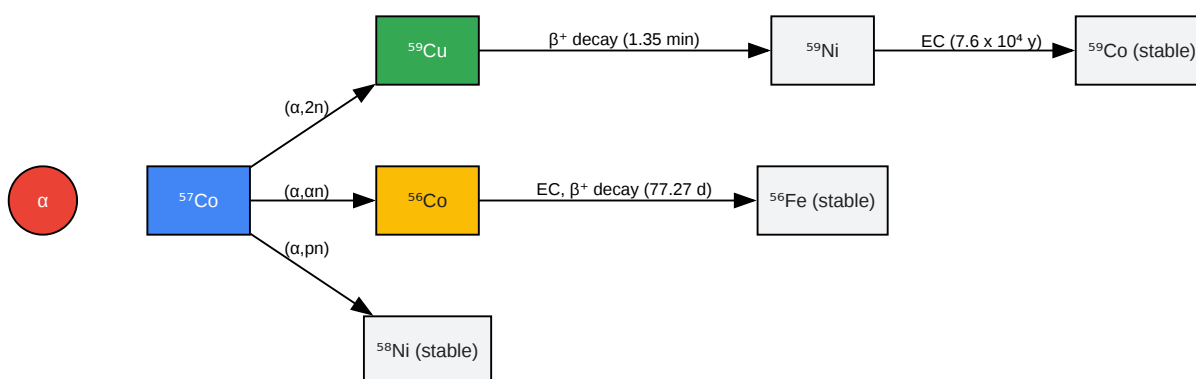 ⁵⁹Cu
β⁺ decay (1.35 min)
⁵⁹Ni
EC (7.6 x 10⁴ y)
⁵⁹Co (stable)
(α,2n)
α
⁵⁷Co
(α,αn)
⁵⁶Co
EC, β⁺ decay (77.27 d)
⁵⁶Fe (stable)
(α,pn)
⁵⁸Ni (stable)